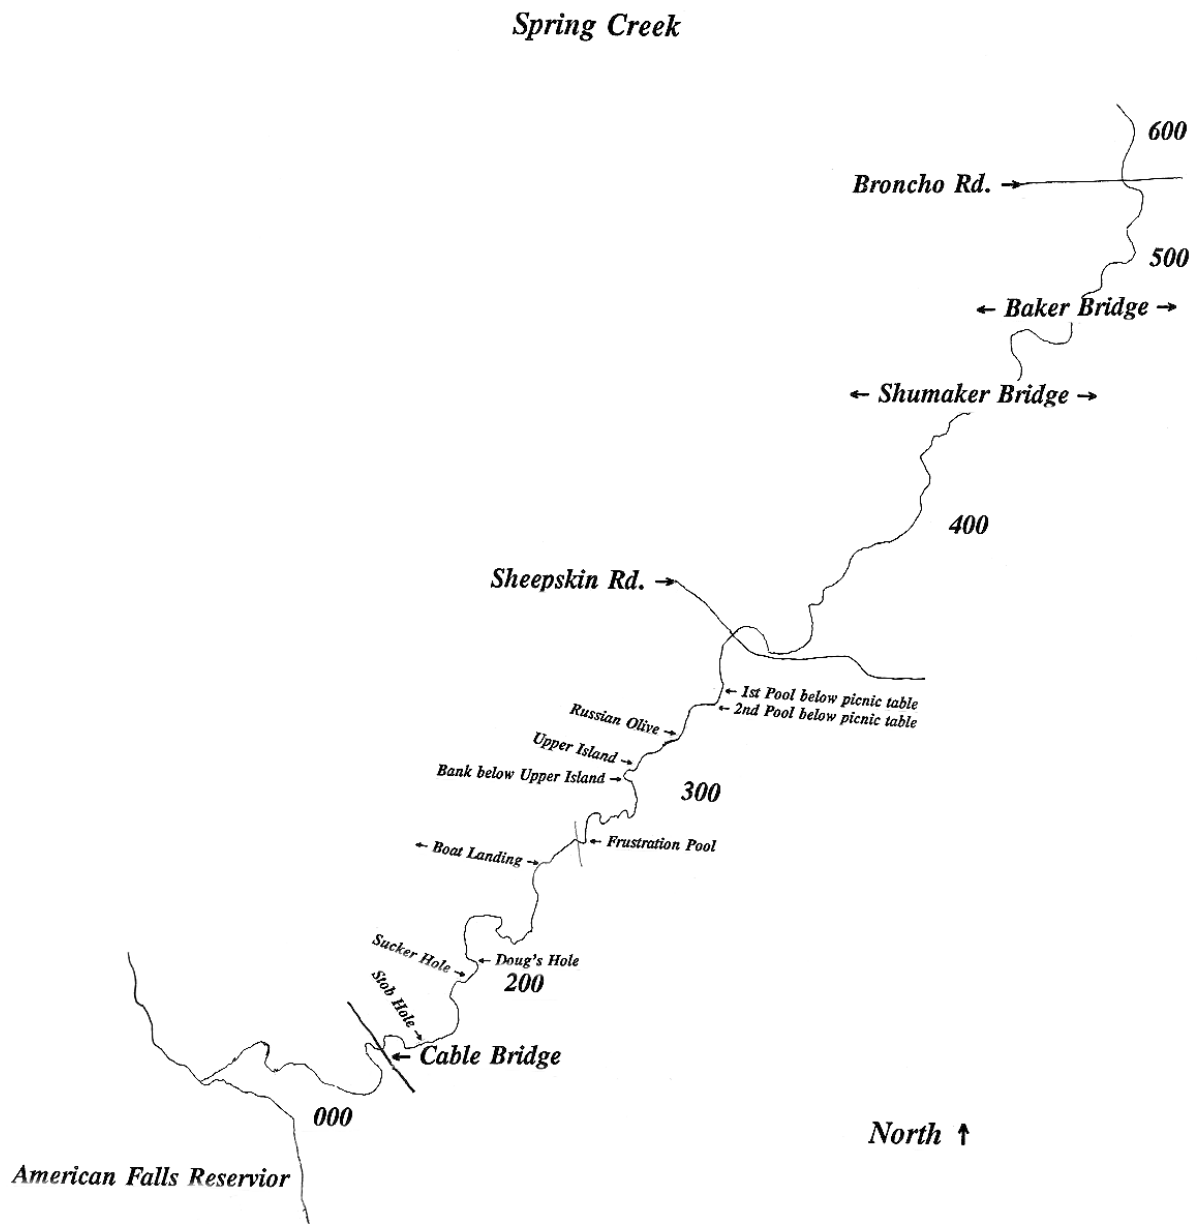 Spring Creek
600
Broncho Rd. →
500
← Baker Bridge →
← Shumaker Bridge →
400
Sheepskin Rd. →
← 1st Pool below picnic table
← 2nd Pool below picnic table
Russian Olive →
Upper Island →
Bank below Upper Island →
300
← Frustration Pool
← Boat Landing →
Sucker Hole →
← Doug's Hole
200
Stob Hole →
← Cable Bridge
000
North ↑
American Falls Reservior